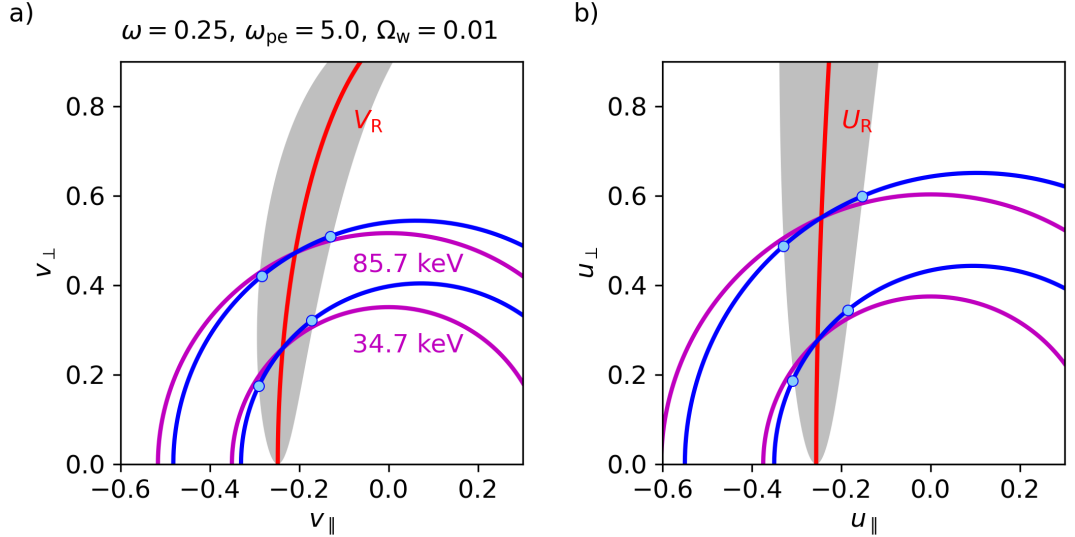 a)
ω = 0.25, ω_pe = 5.0, Ω_w = 0.01
v_⊥
0.8
0.6
0.4
0.2
0.0
V_R
85.7 keV
34.7 keV
−0.6 −0.4 −0.2 0.0 0.2
v_∥
b)
u_⊥
0.8
0.6
0.4
0.2
0.0
U_R
−0.6 −0.4 −0.2 0.0 0.2
u_∥